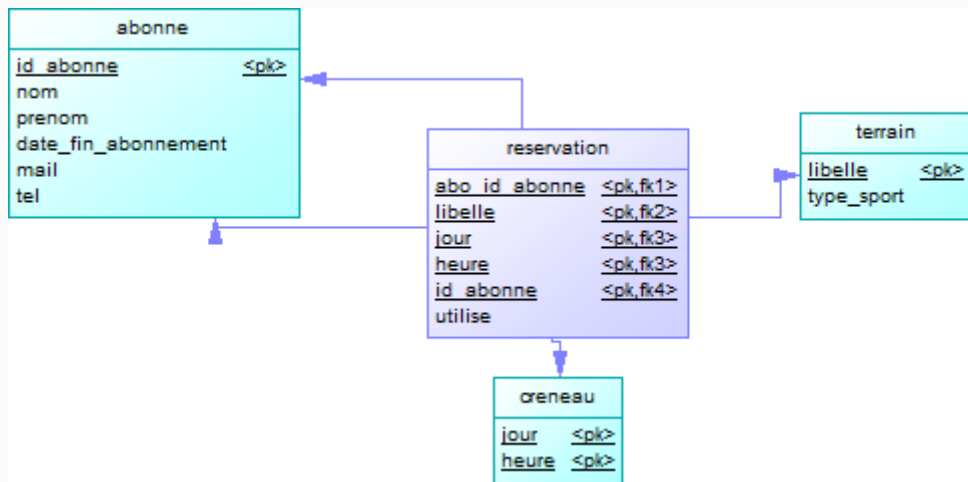 abonne
id_abonne <pk>
nom
prenom
date_fin_abonnement
mail
tel
reservation
abo_id_abonne <pk,fk1>
libelle <pk,fk2>
jour <pk,fk3>
heure <pk,fk3>
id_abonne <pk,fk4>
utilise
terrain
libelle <pk>
type_sport
creneau
jour <pk>
heure <pk>